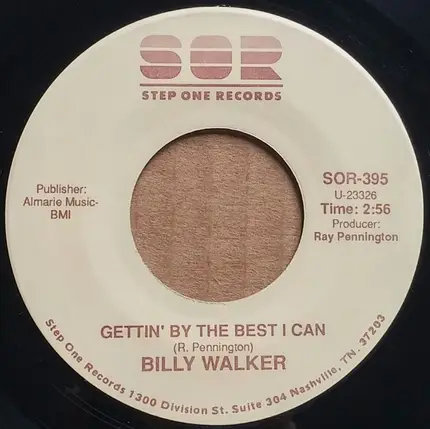 SOR
STEP ONE RECORDS
Publisher:
Almarie Music-
BMI
SOR-395
U-23326
Time: 2:56
Producer:
Ray Pennington
GETTIN' BY THE BEST I CAN
(R. Pennington)
BILLY WALKER
Step One Records 1300 Division St. Suite 304 Nashville, TN. 37203